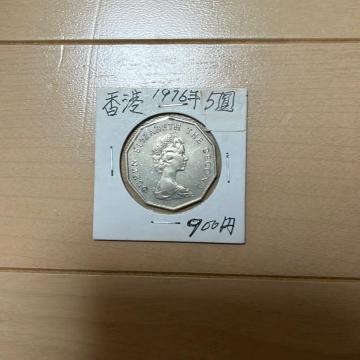 香港 1976年 5圓
QUEEN ELIZABETH THE SECOND
900円